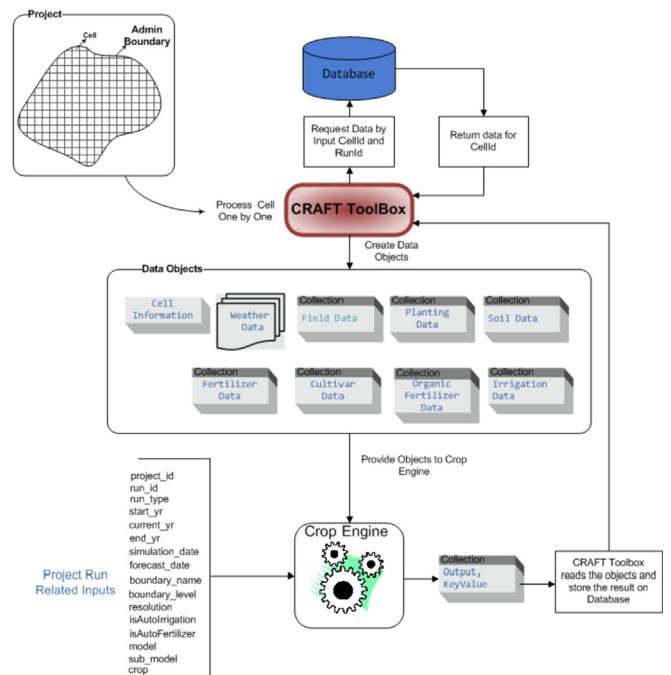 Project
Cell
Admin
Boundary
Database
Request Data by
Input CellId and
RunId
Return data for
CellId
Process Cell
One by One
CRAFT ToolBox
Create Data
Objects
Data Objects
Cell
Information
Weather
Data
Collection
Field Data
Collection
Planting
Data
Collection
Soil Data
Collection
Fertilizer
Data
Collection
Cultivar
Data
Collection
Organic
Fertilizer
Data
Collection
Irrigation
Data
Provide Objects to Crop
Engine
Project Run
Related Inputs
project_id
run_id
run_type
start_yr
current_yr
end_yr
simulation_date
forecast_date
boundary_name
boundary_level
resolution
isAutoIrrigation
isAutoFertilizer
model
sub_model
crop
Crop Engine
Collection
Output,
KeyValue
CRAFT Toolbox
reads the objects and
store the result on
Database